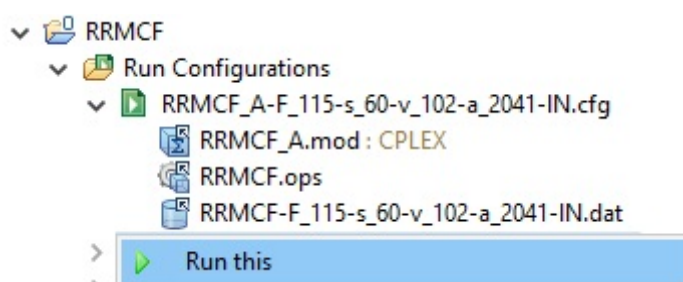 RRMCF
Run Configurations
RRMCF_A-F_115-s_60-v_102-a_2041-IN.cfg
RRMCF_A.mod : CPLEX
RRMCF.ops
RRMCF-F_115-s_60-v_102-a_2041-IN.dat
Run this